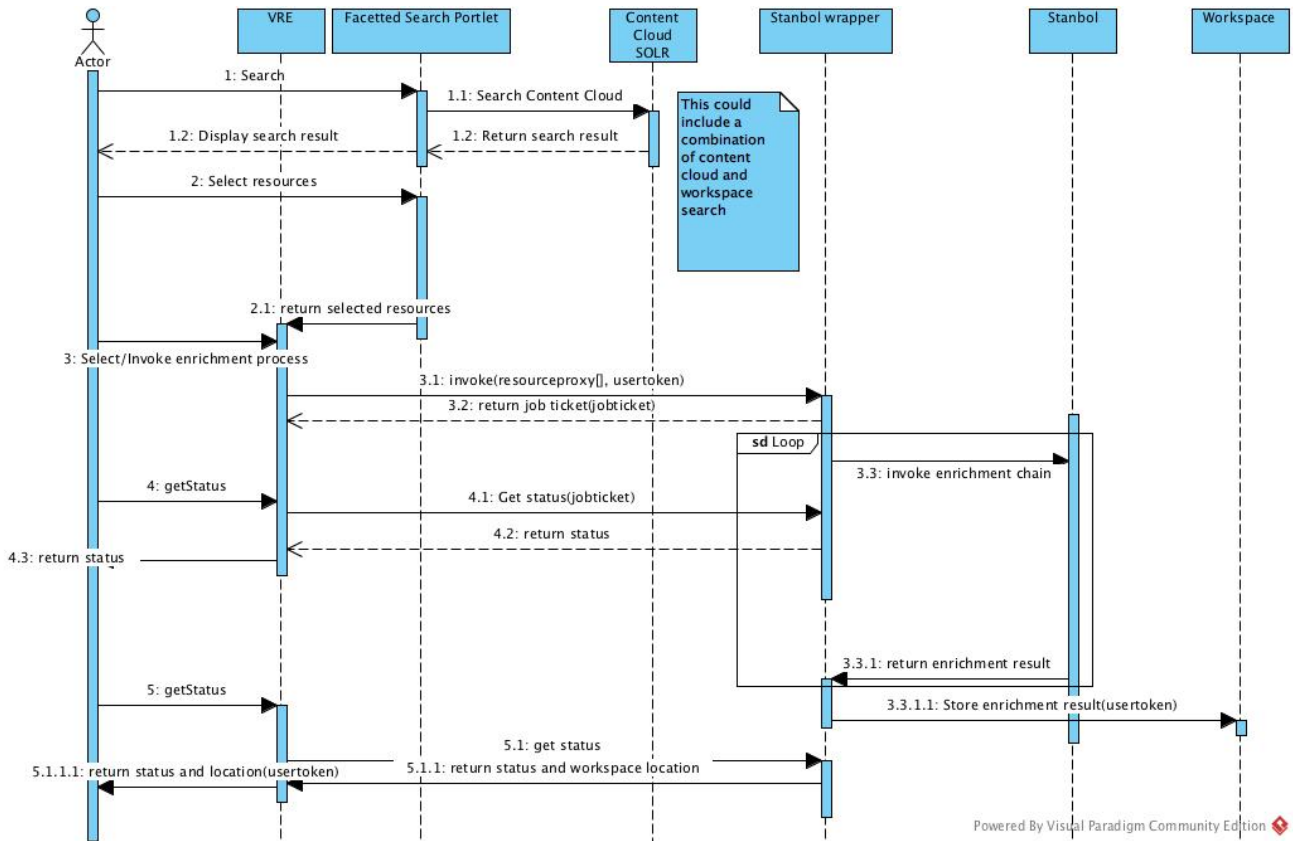 VRE
Facetted Search Portlet
Content
Cloud
SOLR
Stanbol wrapper
Stanbol
Workspace
Actor
1: Search
1.1: Search Content Cloud
This could
include a
combination
of content
cloud and
workspace
search
1.2: Display search result
1.2: Return search result
2: Select resources
2.1: return selected resources
3: Select/Invoke enrichment process
3.1: invoke(resourceproxy[], usertoken)
3.2: return job ticket(jobticket)
sd Loop
3.3: invoke enrichment chain
4: getStatus
4.1: Get status(jobticket)
4.2: return status
4.3: return status
3.3.1: return enrichment result
5: getStatus
3.3.1.1: Store enrichment result(usertoken)
5.1: get status
5.1.1.1: return status and location(usertoken)
5.1.1: return status and workspace location
Powered By Visual Paradigm Community Edition